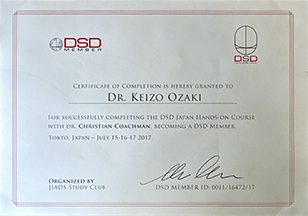 DSD
MEMBER
DSD
Certificate of Completion is hereby granted to
Dr. Keizo Ozaki
For successfully completing the DSD Japan Hands-on Course
with dr. Christian Coachman, becoming a DSD Member.
Tokyo, Japan – July 15-16-17 2017
Organized by
JIADS Study Club
DSD MEMBER ID: 0011/16472/17